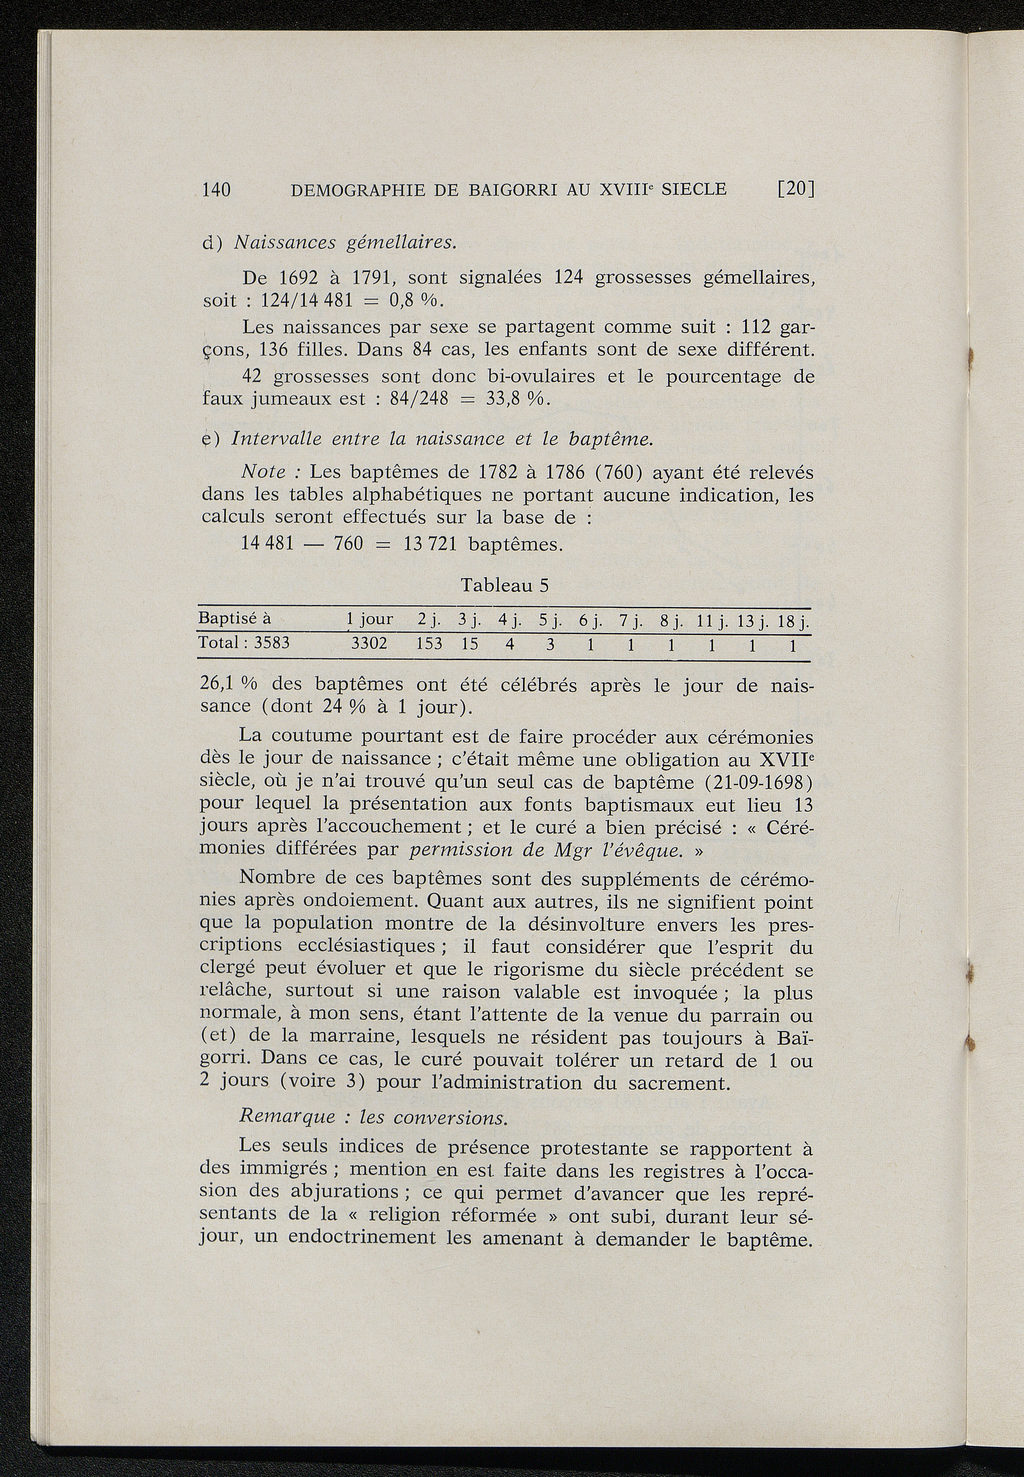 140 DEMOGRAPHIE DE BAIGORRI AU XVIIIe SIECLE [20]
d) Naissances gémellaires.
De 1692 à 1791, sont signalées 124 grossesses gémellaires,
soit : 124/14 481 = 0,8 %.
Les naissances par sexe se partagent comme suit : 112 gar-
çons, 136 filles. Dans 84 cas, les enfants sont de sexe différent.
42 grossesses sont donc bi-ovulaires et le pourcentage de
faux jumeaux est : 84/248 = 33,8 %.
e) Intervalle entre la naissance et le baptême.
Note : Les baptêmes de 1782 à 1786 (760) ayant été relevés
dans les tables alphabétiques ne portant aucune indication, les
calculs seront effectués sur la base de :
14 481 — 760 = 13 721 baptêmes.
Tableau 5
Baptisé à 1 jour 2 j. 3 j. 4 j. 5 j. 6 j. 7 j. 8 j. 11 j. 13 j. 18 j.
Total : 3583 3302 153 15 4 3 1 1 1 1 1 1
26,1 % des baptêmes ont été célébrés après le jour de nais-
sance (dont 24 % à 1 jour).
La coutume pourtant est de faire procéder aux cérémonies
dès le jour de naissance ; c'était même une obligation au XVIIe
siècle, où je n'ai trouvé qu'un seul cas de baptême (21-09-1698)
pour lequel la présentation aux fonts baptismaux eut lieu 13
jours après l'accouchement ; et le curé a bien précisé : « Céré-
monies différées par permission de Mgr l'évêque. »
Nombre de ces baptêmes sont des suppléments de cérémo-
nies après ondoiement. Quant aux autres, ils ne signifient point
que la population montre de la désinvolture envers les pres-
criptions ecclésiastiques ; il faut considérer que l'esprit du
clergé peut évoluer et que le rigorisme du siècle précédent se
relâche, surtout si une raison valable est invoquée ; la plus
normale, à mon sens, étant l'attente de la venue du parrain ou
(et) de la marraine, lesquels ne résident pas toujours à Baï-
gorri. Dans ce cas, le curé pouvait tolérer un retard de 1 ou
2 jours (voire 3) pour l'administration du sacrement.
Remarque : les conversions.
Les seuls indices de présence protestante se rapportent à
des immigrés ; mention en est faite dans les registres à l'occa-
sion des abjurations ; ce qui permet d'avancer que les repré-
sentants de la « religion réformée » ont subi, durant leur sé-
jour, un endoctrinement les amenant à demander le baptême.